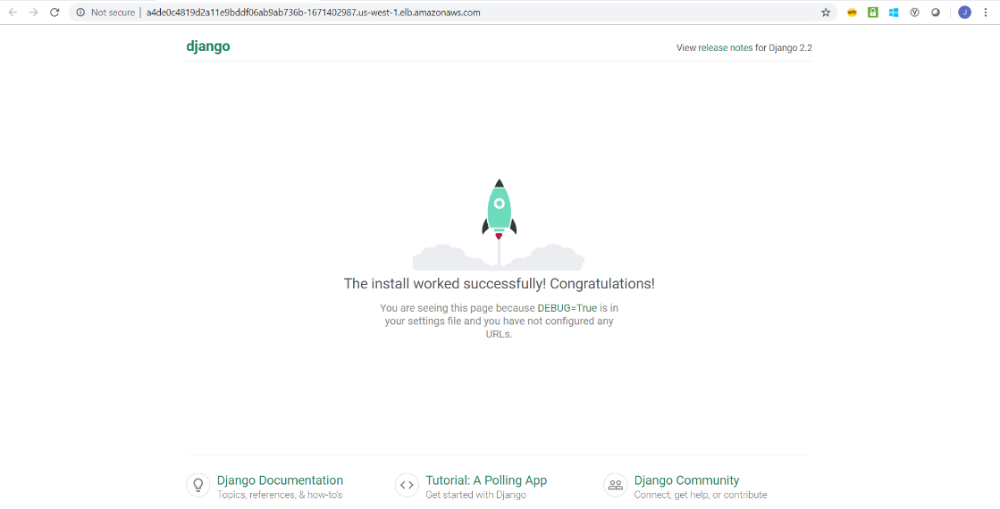 Not secure | a4de0c4819d2a11e9bddf06ab9ab736b-1671402987.us-west-1.elb.amazonaws.com
J
django
View release notes for Django 2.2
The install worked successfully! Congratulations!
You are seeing this page because DEBUG=True is in
your settings file and you have not configured any
URLs.
Django Documentation
Topics, references, & how-to's
Tutorial: A Polling App
Get started with Django
Django Community
Connect, get help, or contribute